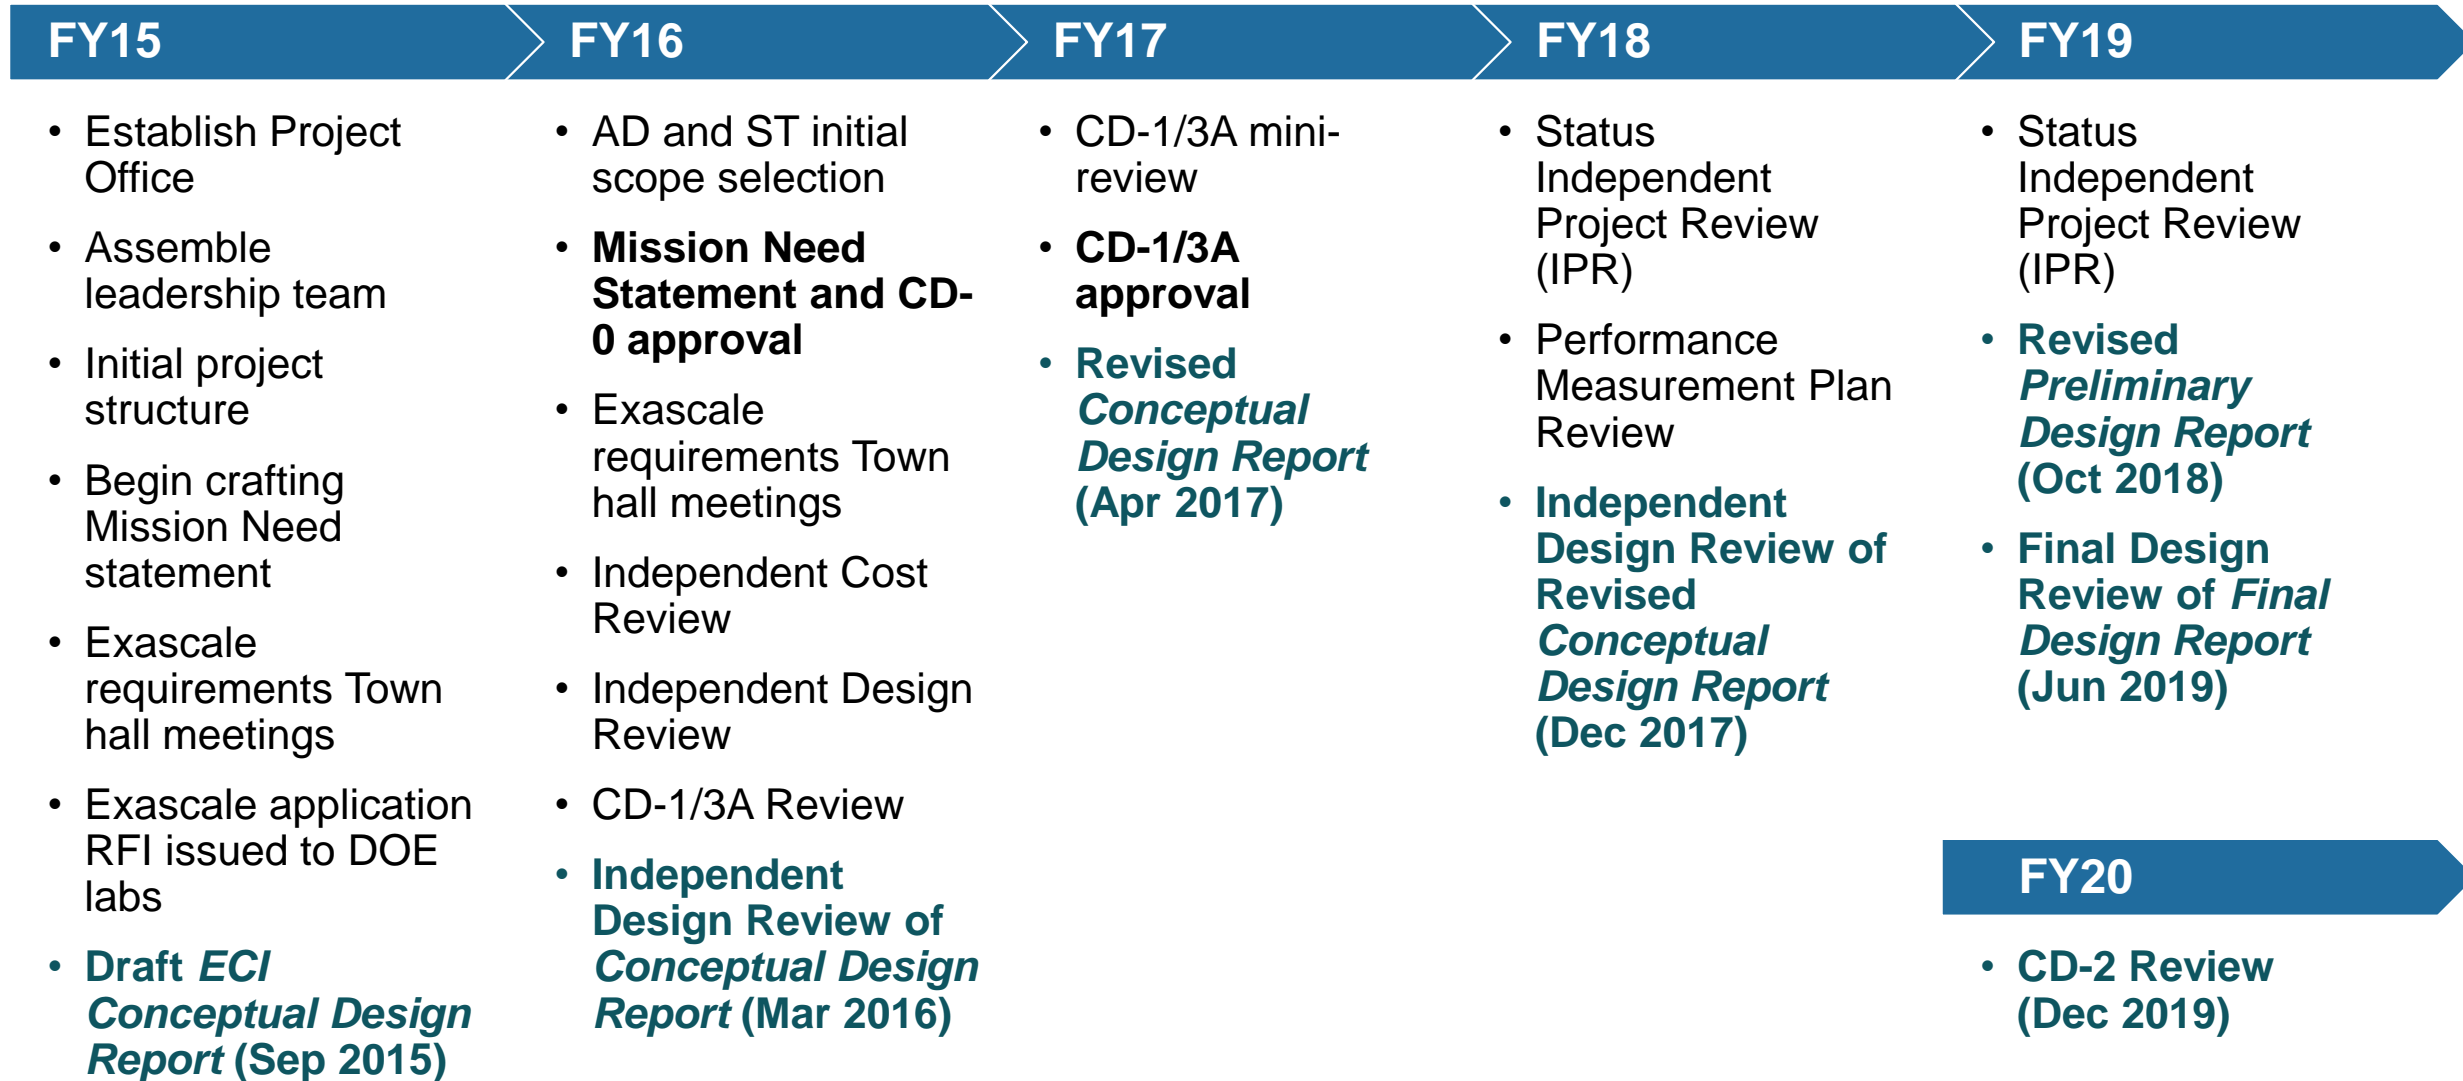 FY15
• Establish Project
Office
• Assemble
leadership team
• Initial project
structure
• Begin crafting
Mission Need
statement
• Exascale
requirements Town
hall meetings
• Exascale application
RFI issued to DOE
labs
• Draft ECI
Conceptual Design
Report (Sep 2015)
FY16
• AD and ST initial
scope selection
• Mission Need
Statement and CD-
0 approval
• Exascale
requirements Town
hall meetings
• Independent Cost
Review
• Independent Design
Review
• CD-1/3A Review
• Independent
Design Review of
Conceptual Design
Report (Mar 2016)
FY17
• CD-1/3A mini-
review
• CD-1/3A
approval
• Revised
Conceptual
Design Report
(Apr 2017)
FY18
• Status
Independent
Project Review
(IPR)
• Performance
Measurement Plan
Review
• Independent
Design Review of
Revised
Conceptual
Design Report
(Dec 2017)
FY19
• Status
Independent
Project Review
(IPR)
• Revised
Preliminary
Design Report
(Oct 2018)
• Final Design
Review of Final
Design Report
(Jun 2019)
FY20
• CD-2 Review
(Dec 2019)